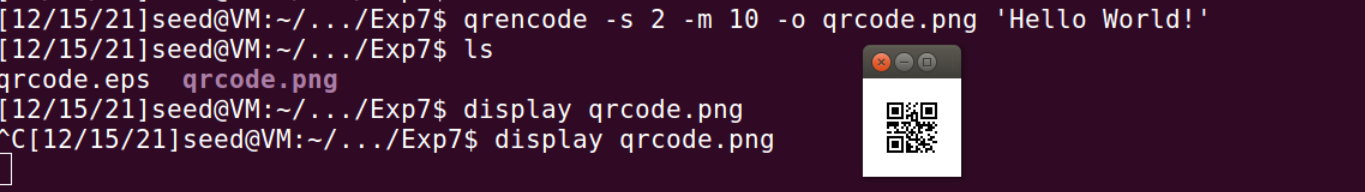 [12/15/21]seed@VM:~/.../Exp7$ qrencode -s 2 -m 10 -o qrcode.png 'Hello World!'
[12/15/21]seed@VM:~/.../Exp7$ ls
qrcode.eps  qrcode.png
[12/15/21]seed@VM:~/.../Exp7$ display qrcode.png
^C[12/15/21]seed@VM:~/.../Exp7$ display qrcode.png